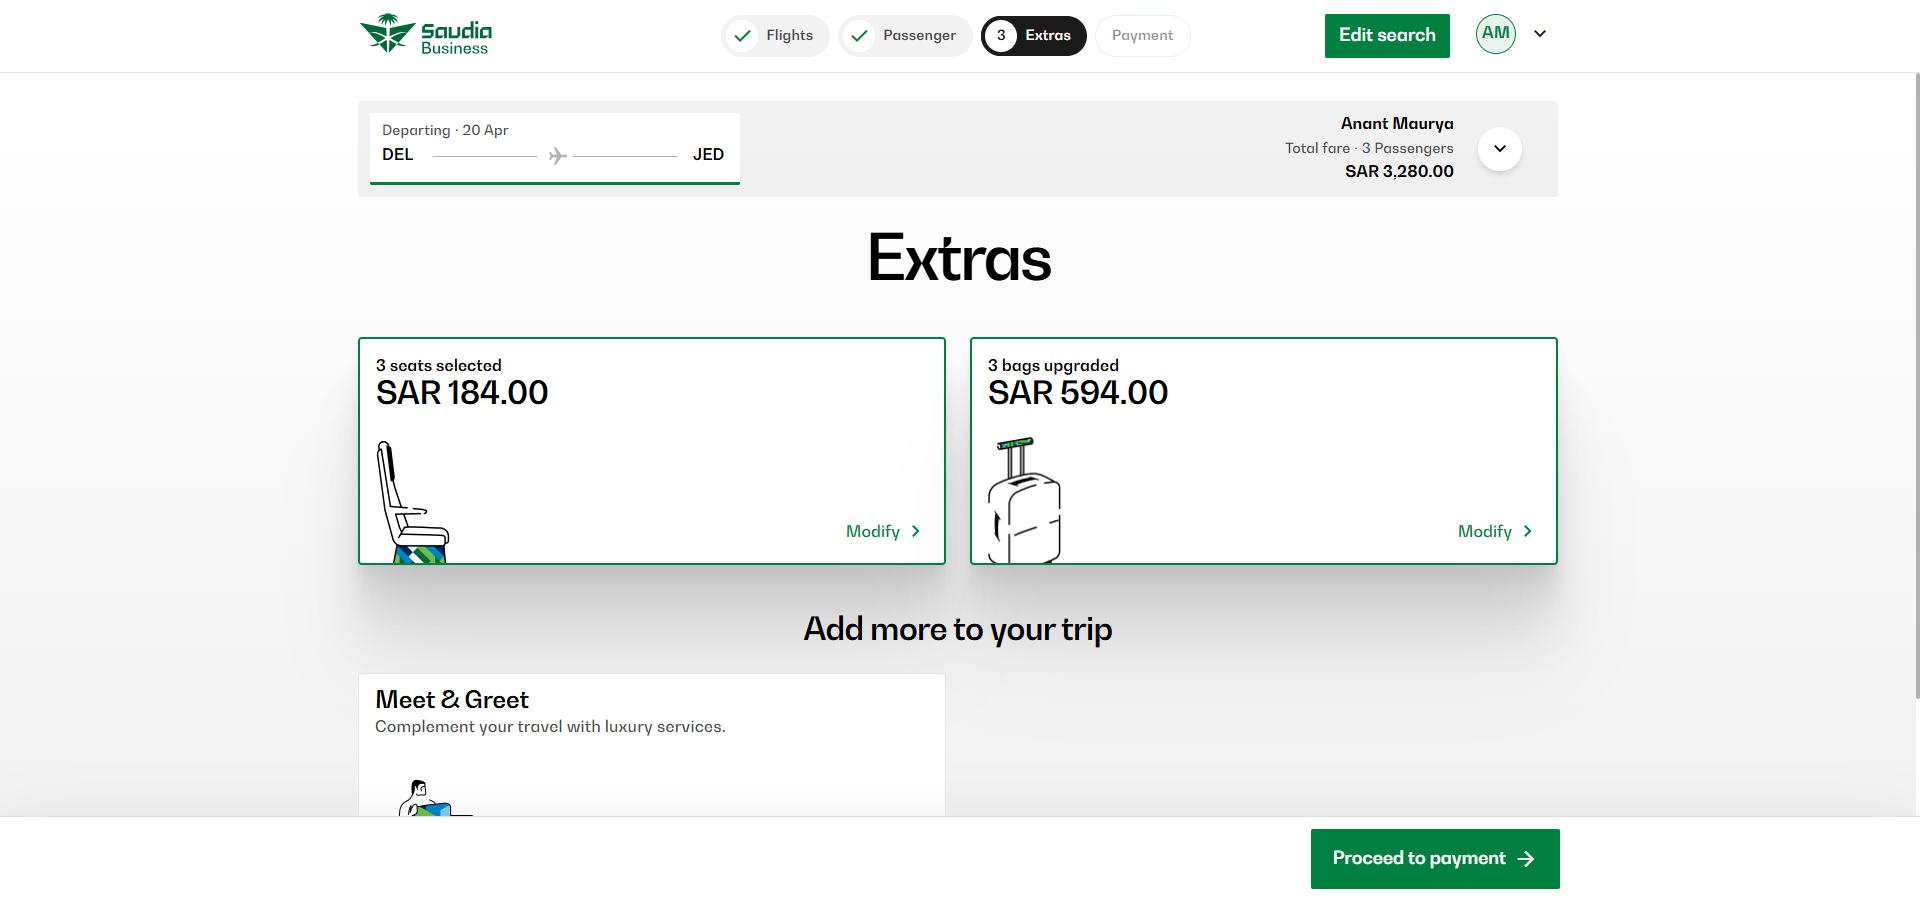 Saudia
Business
Flights
Passenger
3 Extras
Payment
Edit search
AM
Departing · 20 Apr
DEL
JED
Anant Maurya
Total fare · 3 Passengers
SAR 3,280.00
Extras
3 seats selected
SAR 184.00
Modify
3 bags upgraded
SAR 594.00
Modify
Add more to your trip
Meet & Greet
Complement your travel with luxury services.
Proceed to payment